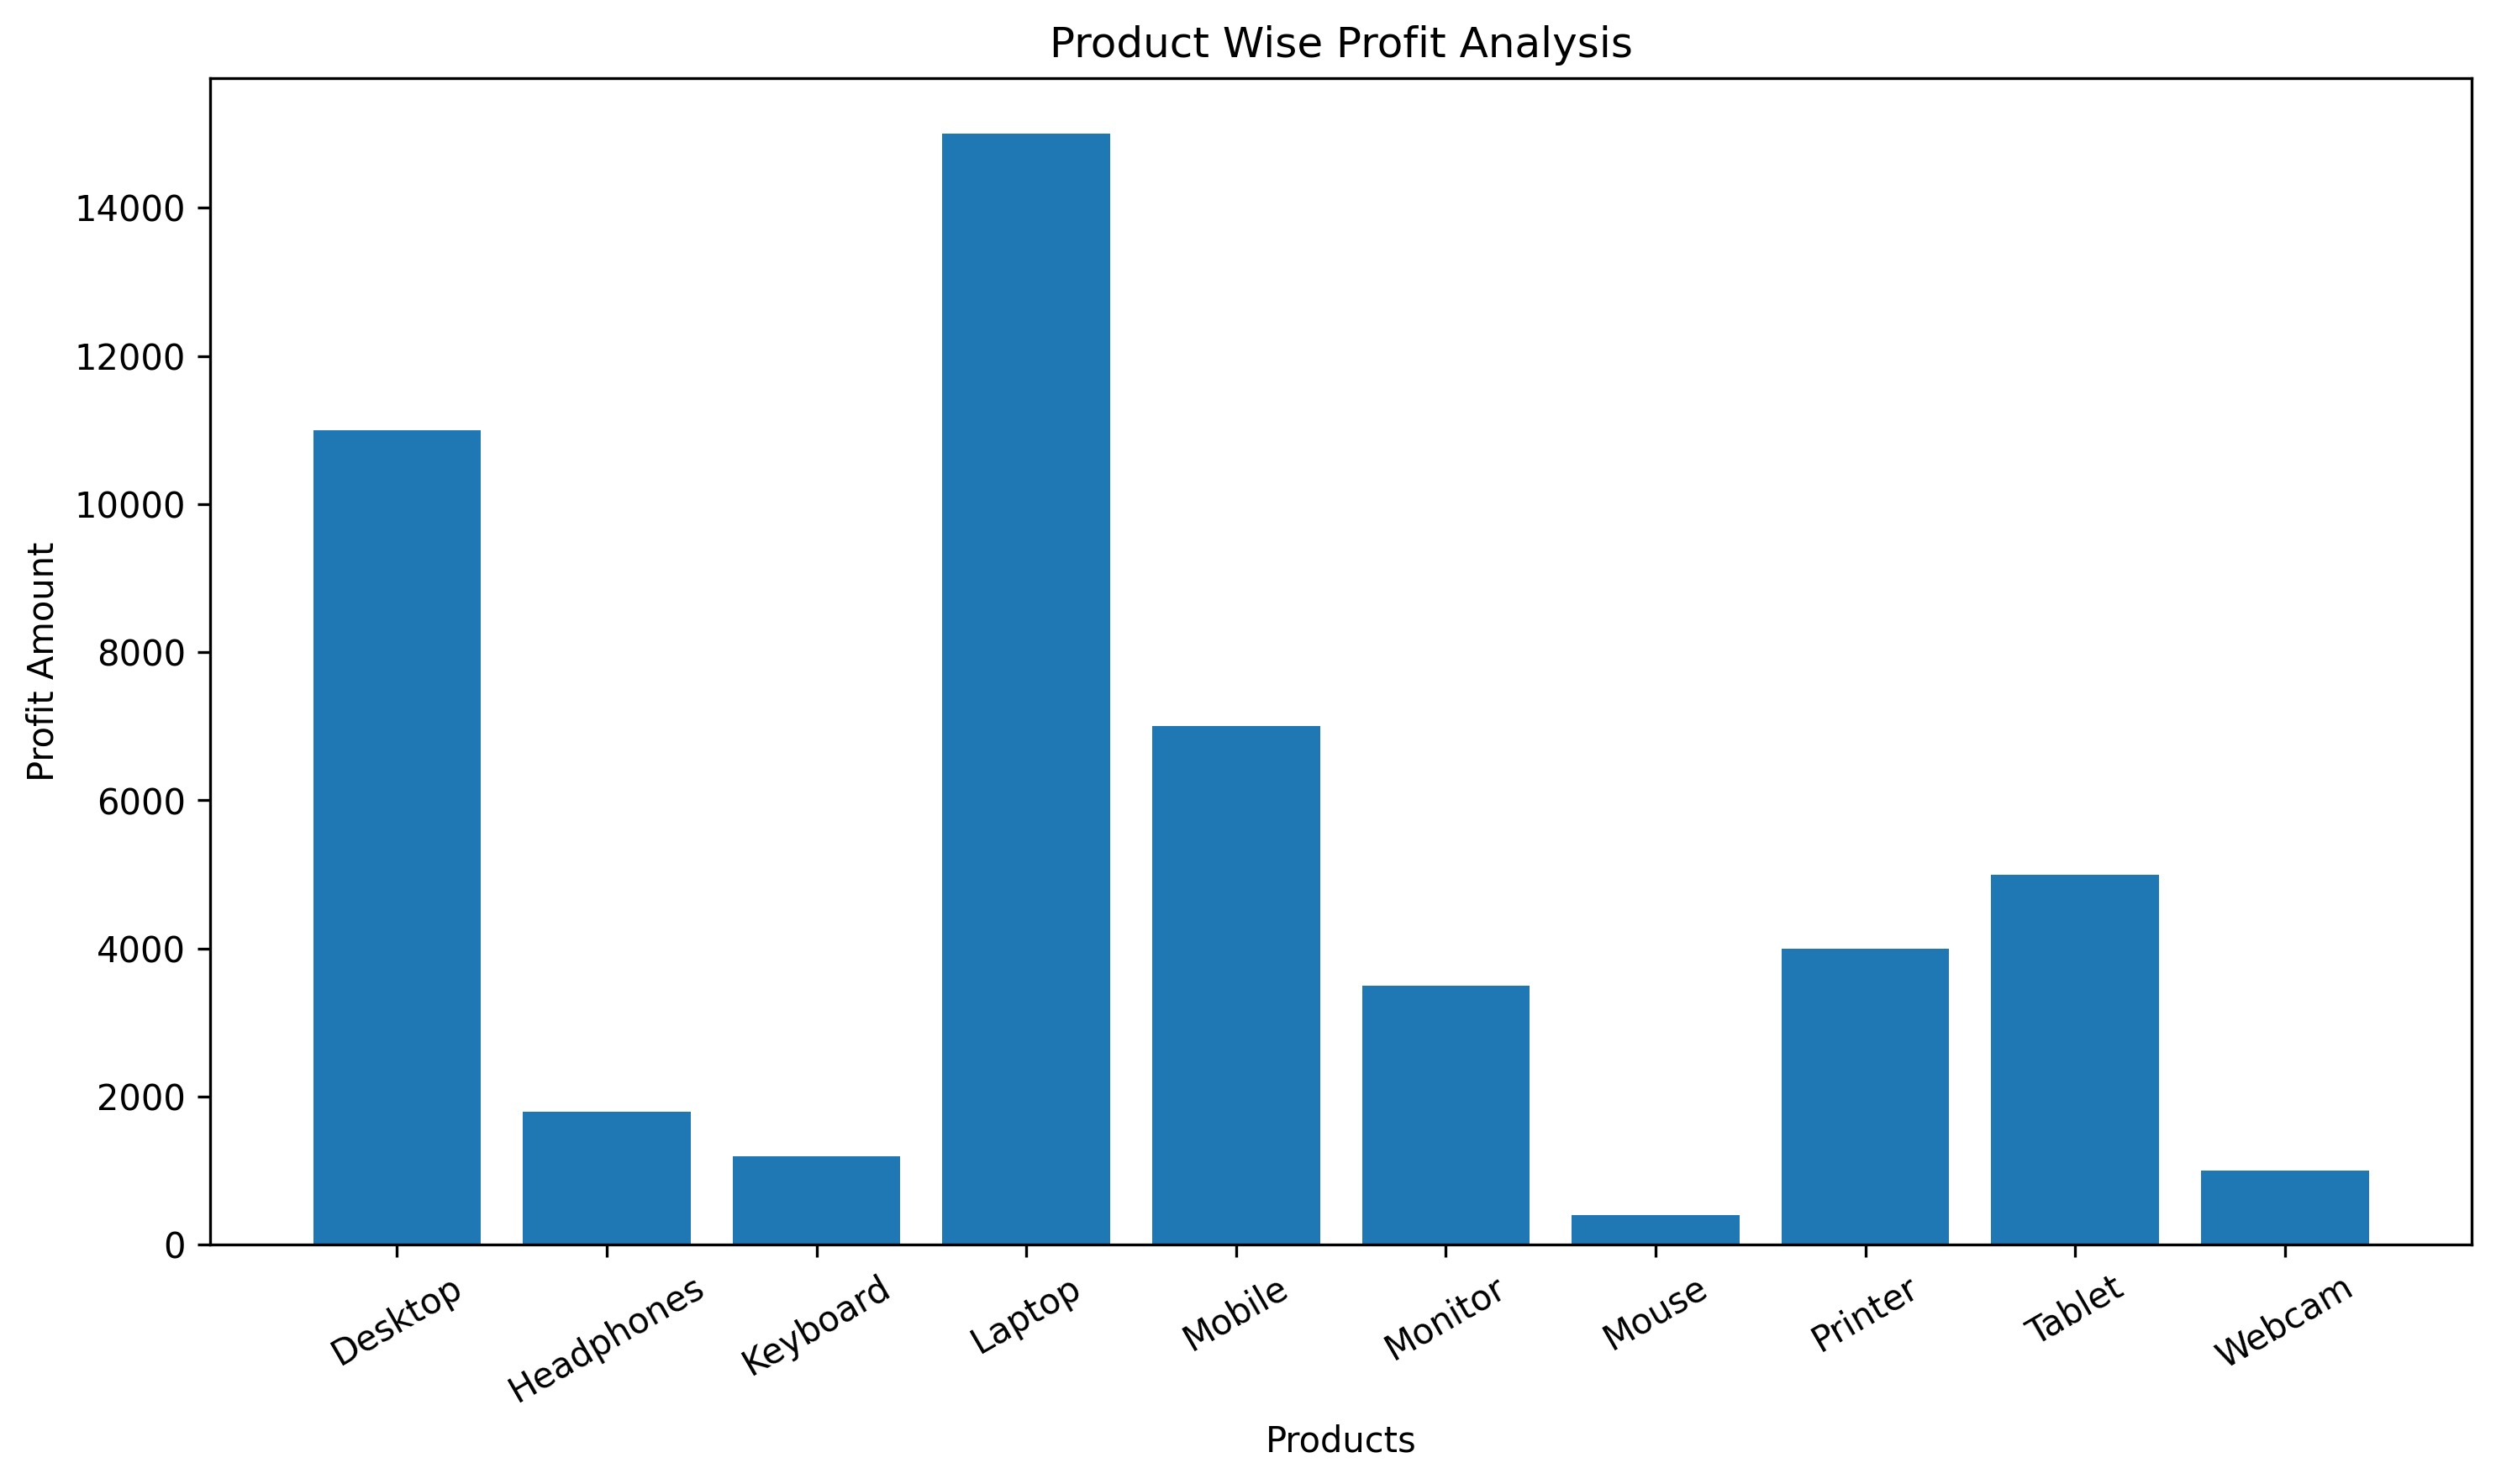 Product Wise Profit Analysis
14000
12000
10000
8000
6000
4000
2000
0
Profit Amount
Desktop
Headphones
Keyboard
Laptop
Mobile
Monitor
Mouse
Printer
Tablet
Webcam
Products